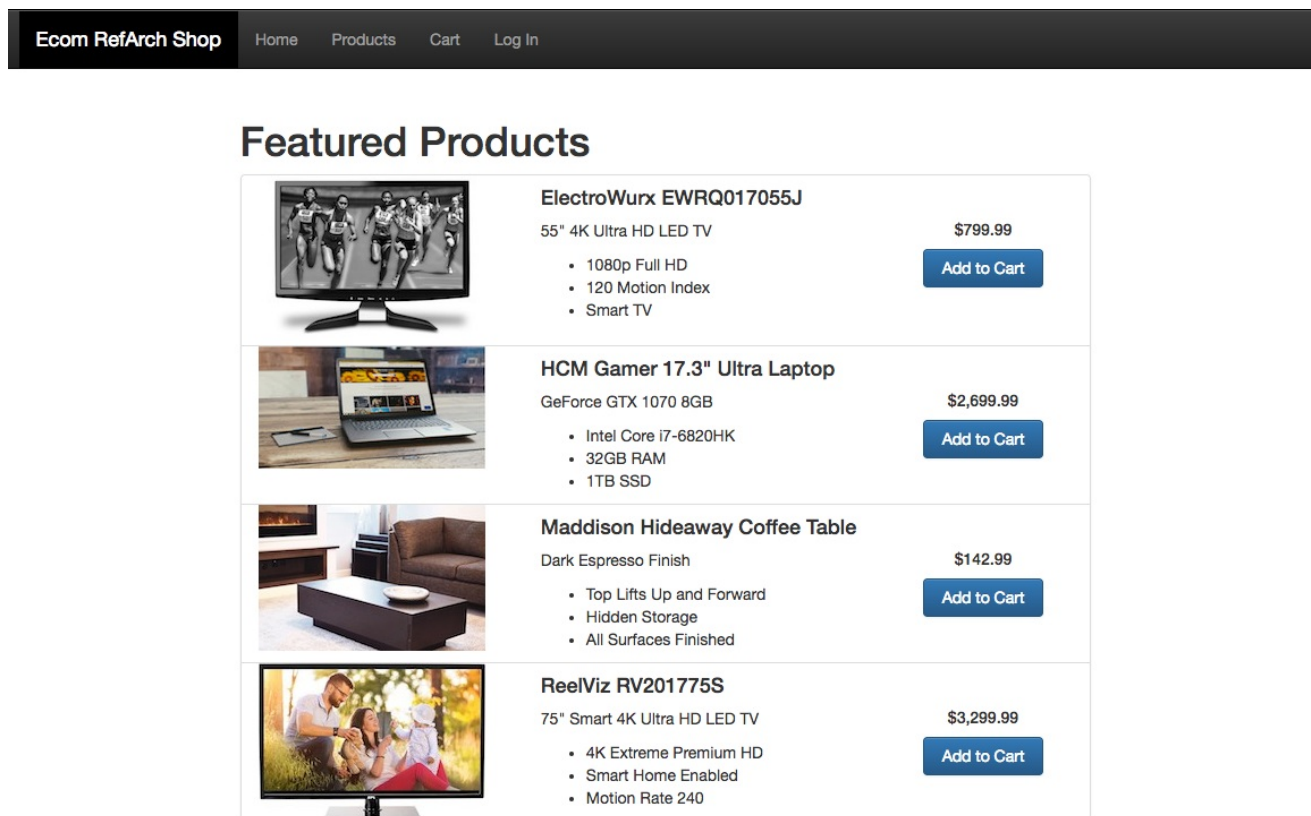 Ecom RefArch Shop Home Products Cart Log In
Featured Products
ElectroWurx EWRQ017055J
55" 4K Ultra HD LED TV
$799.99
Add to Cart
• 1080p Full HD
• 120 Motion Index
• Smart TV
HCM Gamer 17.3" Ultra Laptop
GeForce GTX 1070 8GB
$2,699.99
Add to Cart
• Intel Core i7-6820HK
• 32GB RAM
• 1TB SSD
Maddison Hideaway Coffee Table
Dark Espresso Finish
$142.99
Add to Cart
• Top Lifts Up and Forward
• Hidden Storage
• All Surfaces Finished
ReelViz RV201775S
75" Smart 4K Ultra HD LED TV
$3,299.99
Add to Cart
• 4K Extreme Premium HD
• Smart Home Enabled
• Motion Rate 240